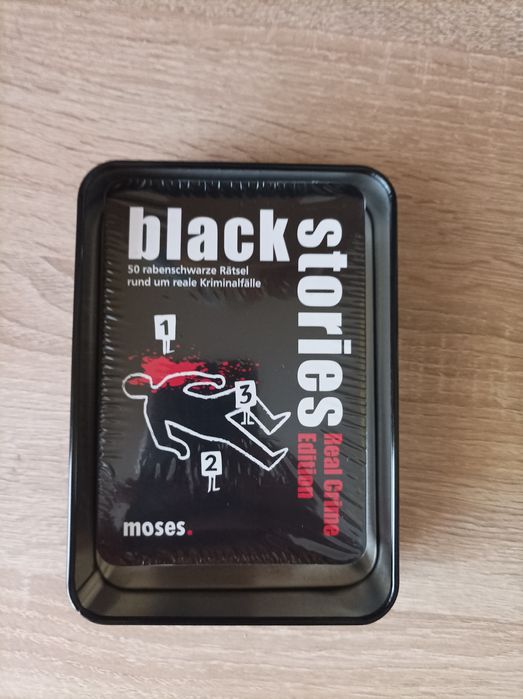 black
stories
50 rabenschwarze Rätsel
rund um reale Kriminalfälle
Real Crime
Edition
1
3
2
moses.